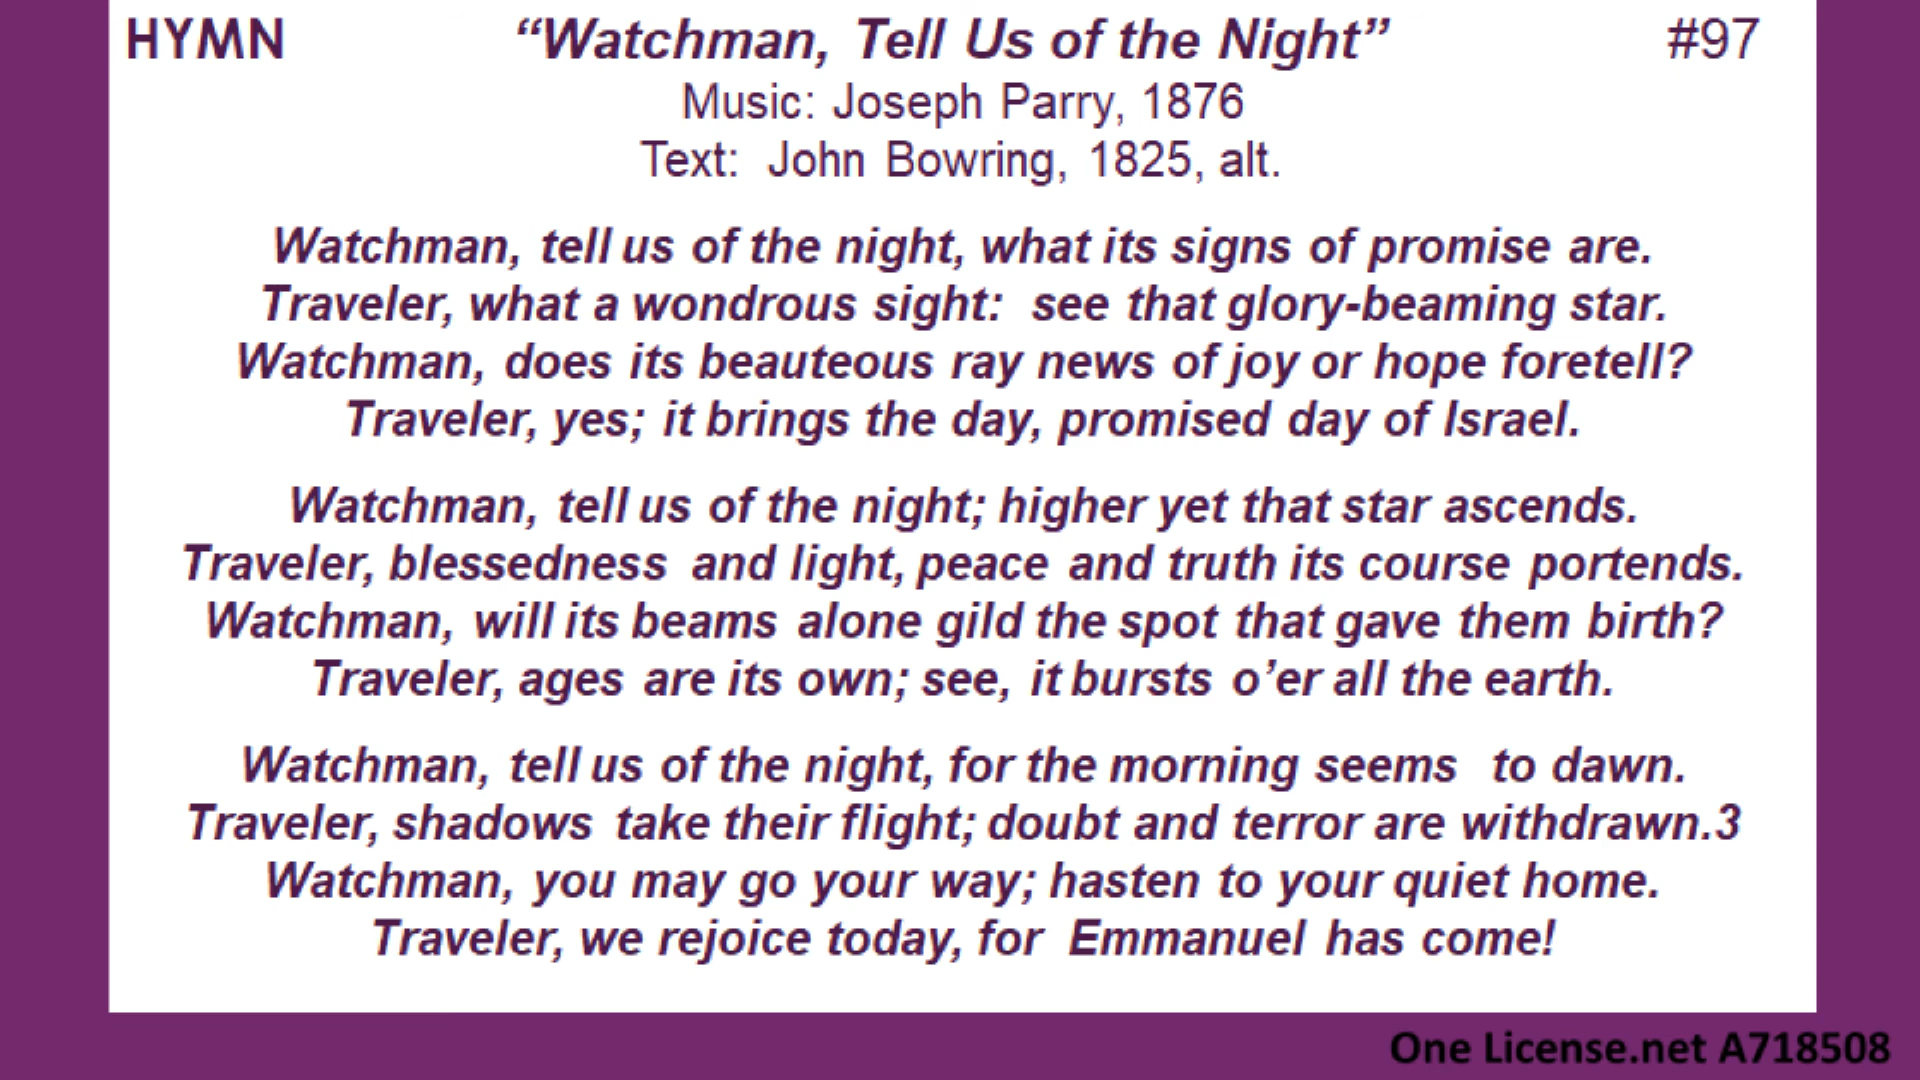 HYMN “Watchman, Tell Us of the Night” #97
Music: Joseph Parry, 1876
Text: John Bowring, 1825, alt.
Watchman, tell us of the night, what its signs of promise are.
Traveler, what a wondrous sight: see that glory-beaming star.
Watchman, does its beauteous ray news of joy or hope foretell?
Traveler, yes; it brings the day, promised day of Israel.
Watchman, tell us of the night; higher yet that star ascends.
Traveler, blessedness and light, peace and truth its course portends.
Watchman, will its beams alone gild the spot that gave them birth?
Traveler, ages are its own; see, it bursts o’er all the earth.
Watchman, tell us of the night, for the morning seems to dawn.
Traveler, shadows take their flight; doubt and terror are withdrawn.3
Watchman, you may go your way; hasten to your quiet home.
Traveler, we rejoice today, for Emmanuel has come!
One License.net A718508